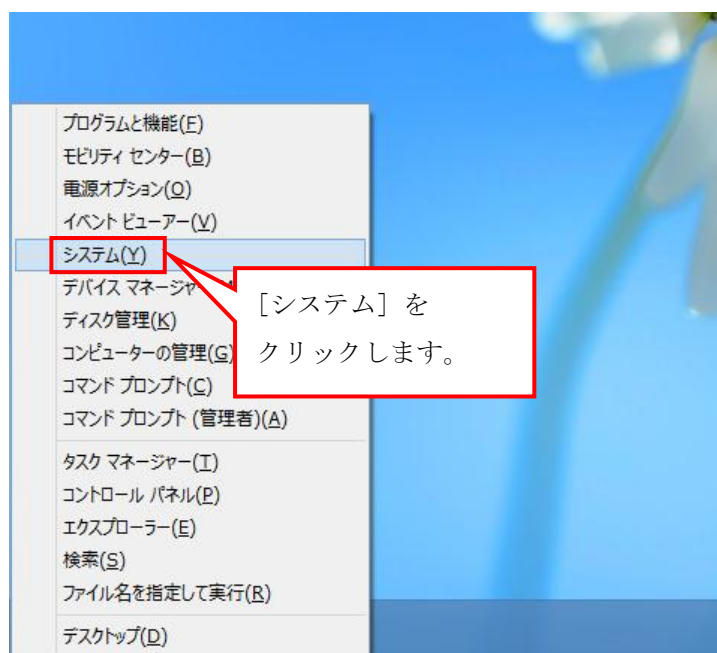 プログラムと機能(F)
モビリティ センター(B)
電源オプション(O)
イベント ビューアー(V)
システム(Y)
デバイス マネージャー
ディスク管理(K)
コンピューターの管理(G)
コマンド プロンプト(C)
コマンド プロンプト (管理者)(A)
タスク マネージャー(T)
コントロール パネル(P)
エクスプローラー(E)
検索(S)
ファイル名を指定して実行(R)
デスクトップ(D)
[システム] を
クリックします。